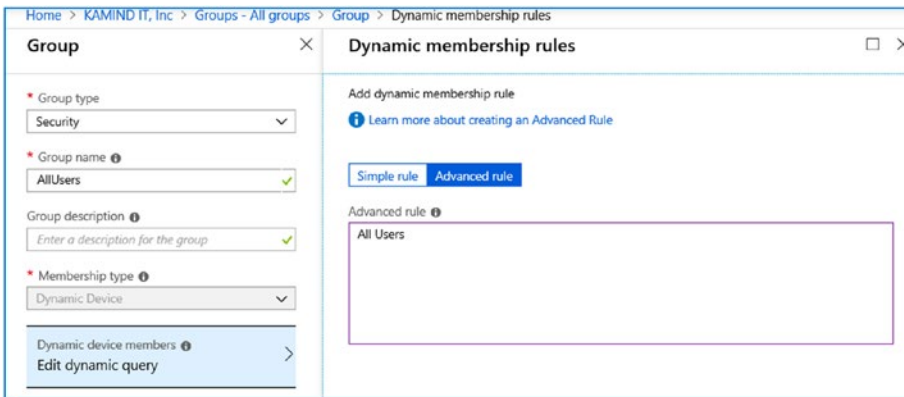 Home > KAMIND IT, Inc > Groups - All groups > Group > Dynamic membership rules
Group
* Group type
Security
* Group name
AllUsers
Group description
Enter a description for the group
* Membership type
Dynamic Device
Dynamic device members
Edit dynamic query
Dynamic membership rules
Add dynamic membership rule
Learn more about creating an Advanced Rule
Simple rule Advanced rule
Advanced rule
All Users